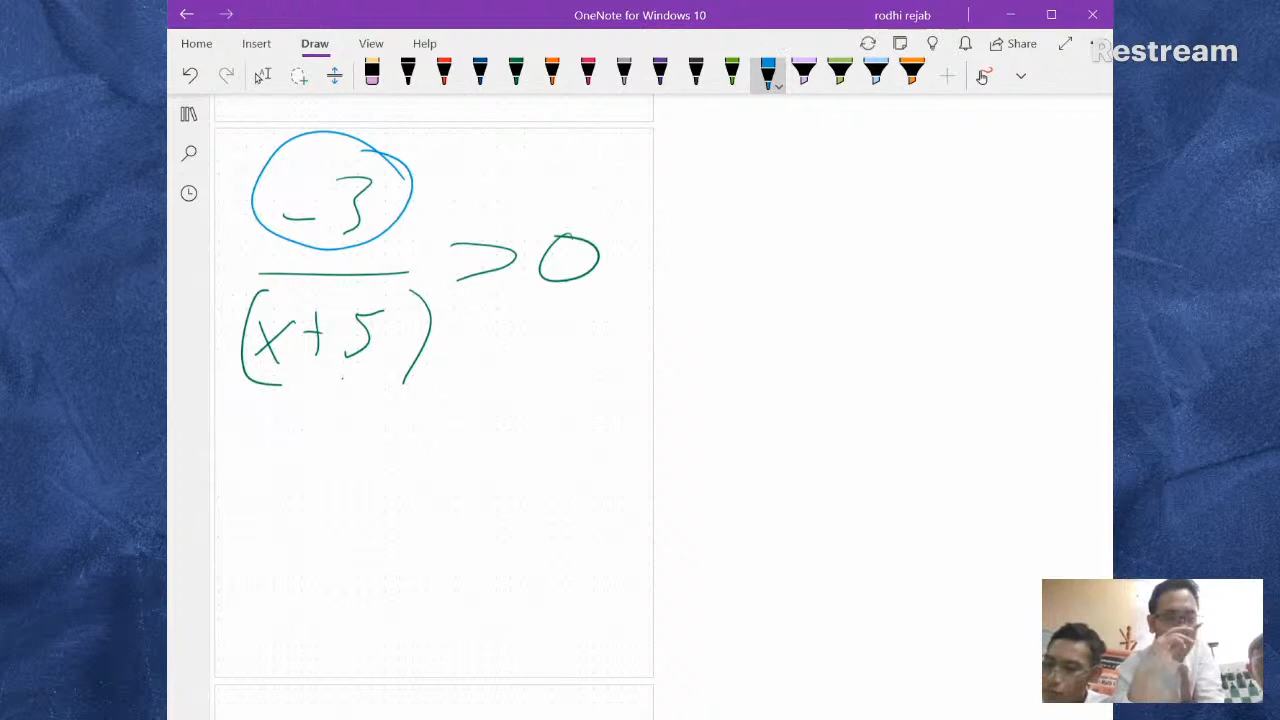 OneNote for Windows 10
rodhi rejab
Home Insert Draw View Help
Share
Restream
-3
(x+5)
>0